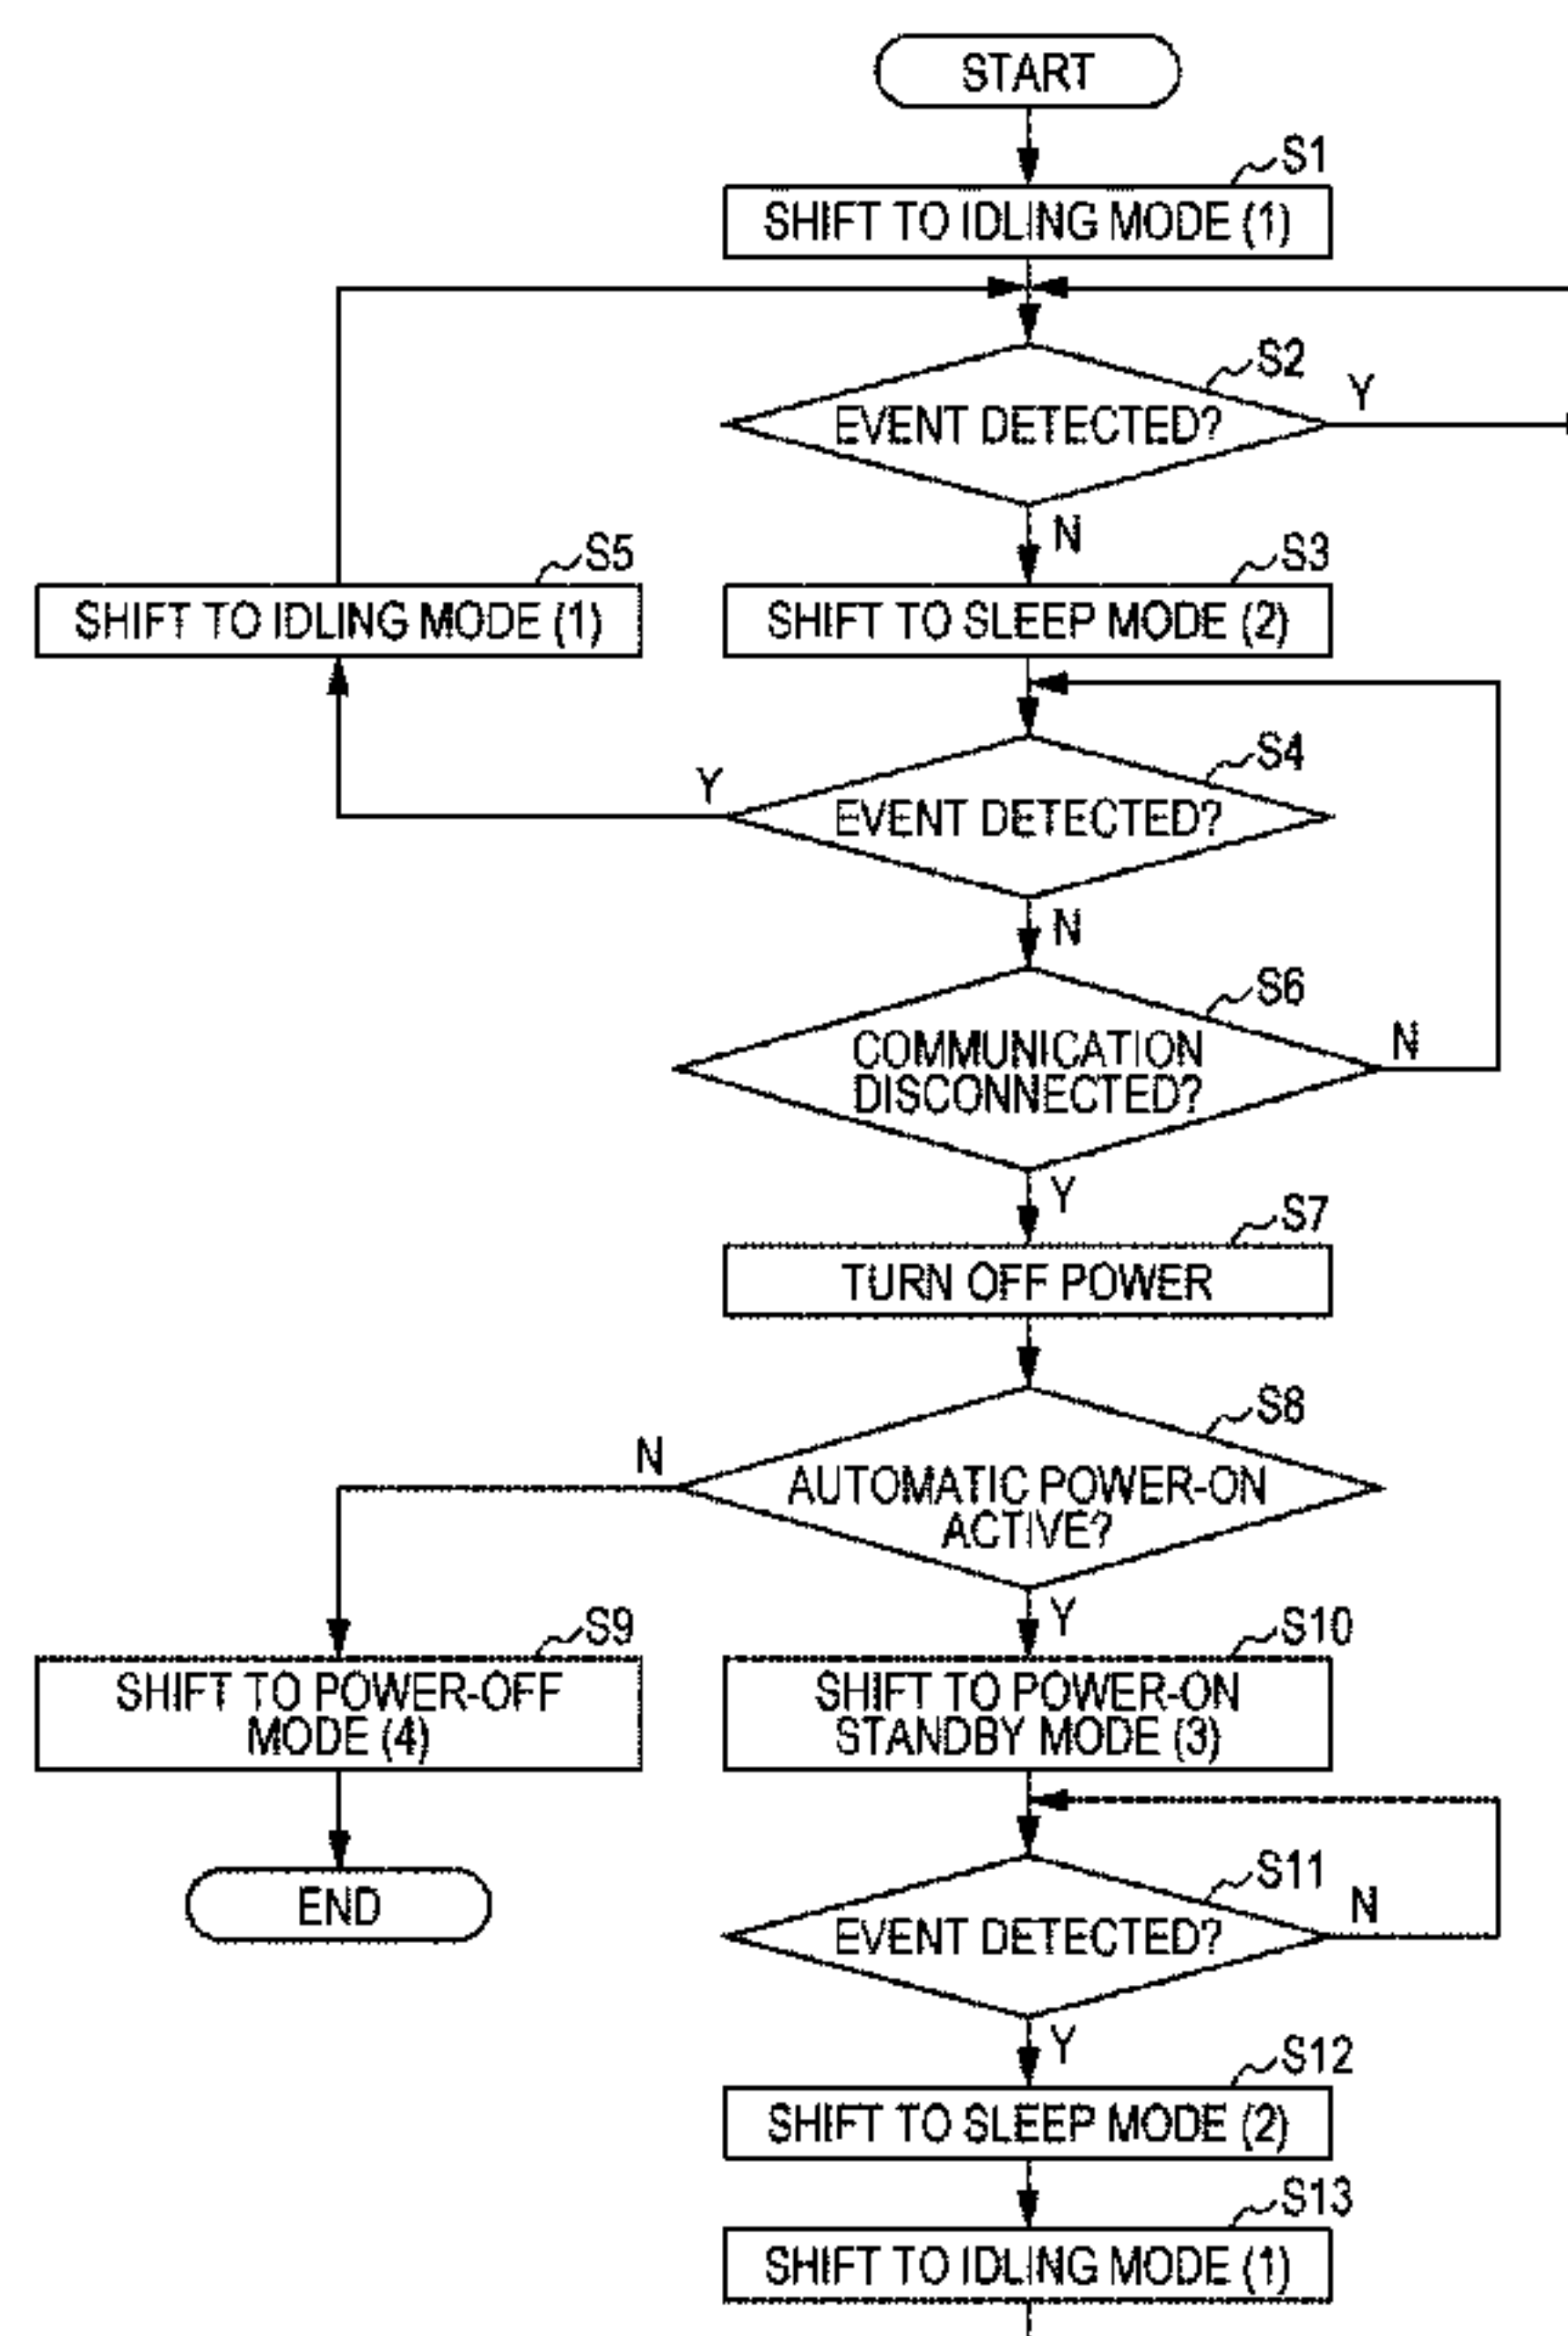 START
S1
SHIFT TO IDLING MODE (1)
S2
EVENT DETECTED?
Y
N
S5
SHIFT TO IDLING MODE (1)
S3
SHIFT TO SLEEP MODE (2)
S4
EVENT DETECTED?
Y
N
S6
COMMUNICATION
DISCONNECTED?
N
Y
S7
TURN OFF POWER
S8
AUTOMATIC POWER-ON
ACTIVE?
N
Y
S9
SHIFT TO POWER-OFF
MODE (4)
END
S10
SHIFT TO POWER-ON
STANDBY MODE (3)
S11
EVENT DETECTED?
N
Y
S12
SHIFT TO SLEEP MODE (2)
S13
SHIFT TO IDLING MODE (1)